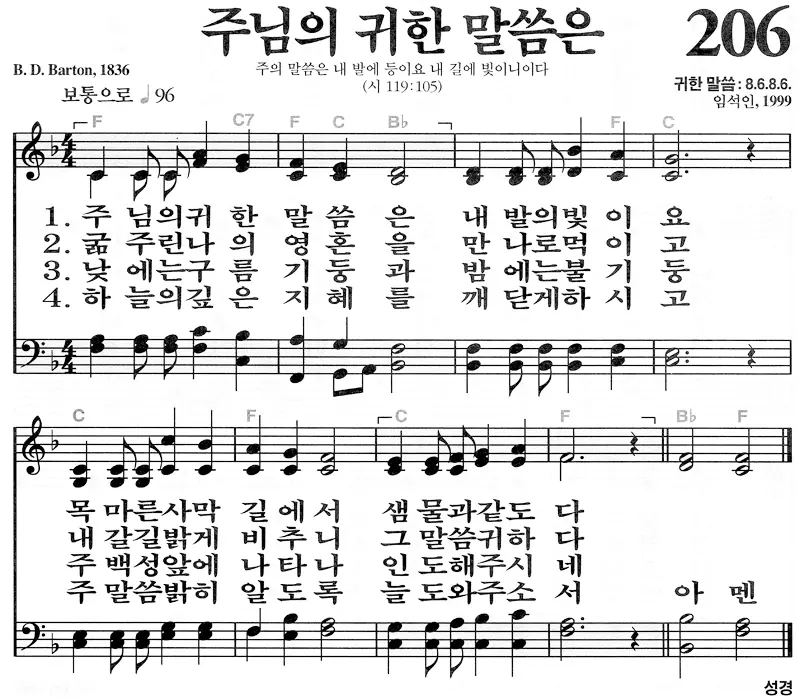 주님의 귀한 말씀은 206
B. D. Barton, 1836
주의 말씀은 내 발에 등이요 내 길에 빛이니이다
(시 119:105)
귀한 말씀 : 8.6.8.6.
임석인, 1999
보통으로 ♩96
F C7 F C B♭ F C
4 4
1. 주 님의귀 한 말 씀 은 내 발의빛 이 요
2. 굶 주린나 의 영 혼 을 만 나로먹 이 고
3. 낮 에는구 름 기 둥 과 밤 에는불 기 둥
4. 하 늘의깊 은 지 혜 를 깨 닫게하 시 고
4 4
C F C F B♭ F
목 마른사막 길에서 샘 물과같도 다
내 갈길밝게 비추니 그 말씀귀하 다
주 백성앞에 나타나 인 도해주시 네
주 말씀밝히 알도록 늘 도와주소 서 아 멘
성경